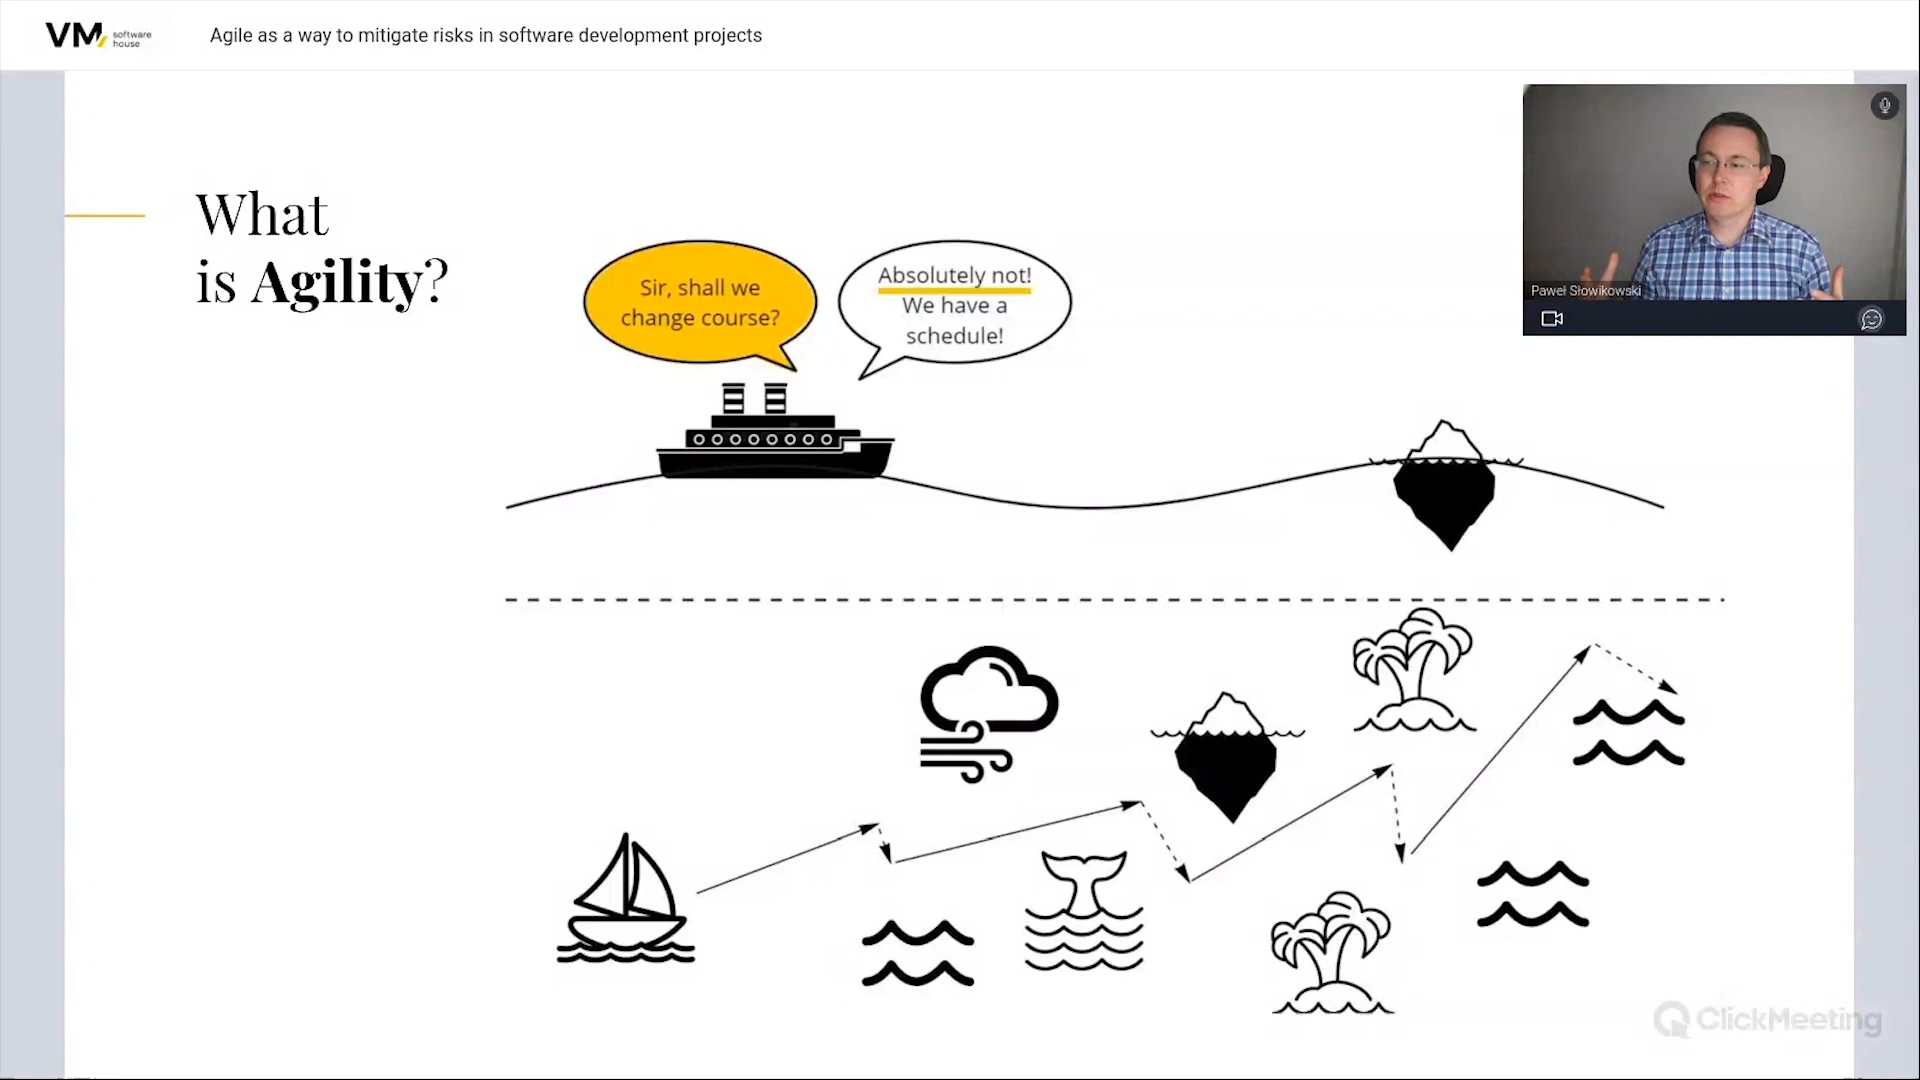 VM software house
Agile as a way to mitigate risks in software development projects
What
is Agility?
Sir, shall we
change course?
Absolutely not!
We have a
schedule!
Paweł Słowikowski
ClickMeeting